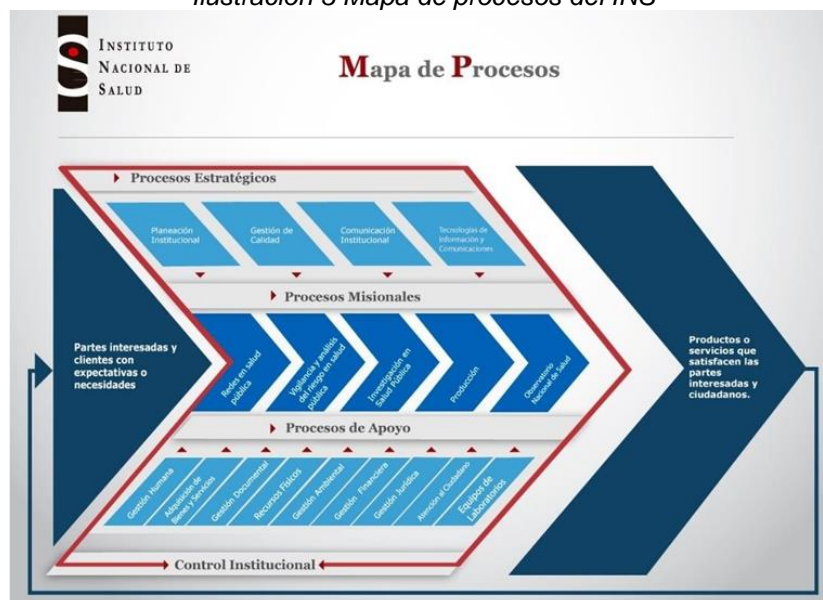 Ilustración 3 Mapa de procesos del INS
INSTITUTO
NACIONAL DE
SALUD
Mapa de Procesos
Procesos Estratégicos
Planeación
Institucional
Gestión de
Calidad
Comunicación
Institucional
Tecnologías de
Información y
Comunicaciones
Procesos Misionales
Partes interesadas y
clientes con
expectativas o
necesidades
Redes en salud
pública
Vigilancia y análisis
del riesgo en salud
pública
Investigación en
Salud Pública
Producción
Observatorio
Nacional de Salud
Productos o
servicios que
satisfacen las
partes
interesadas y
ciudadanos.
Procesos de Apoyo
Gestión Humana
Adquisición de
Bienes y Servicios
Gestión Documental
Recursos Físicos
Gestión Ambiental
Gestión Financiera
Gestión Jurídica
Atención al Ciudadano
Equipos de
Laboratorios
Control Institucional